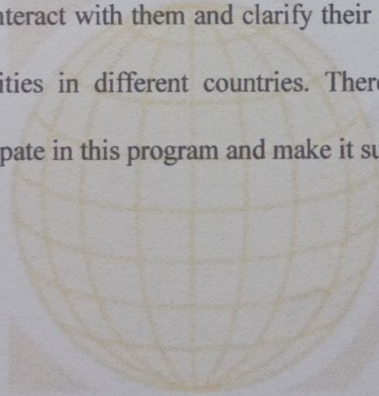 nteract with them and clarify their
ities in different countries. There
pate in this program and make it su